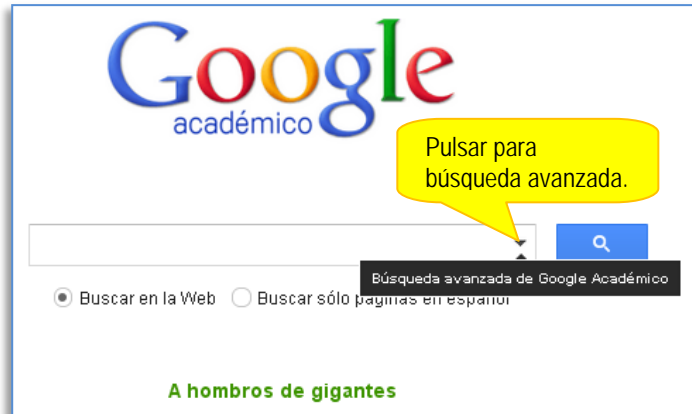 Google
académico
Pulsar para
búsqueda avanzada.
Búsqueda avanzada de Google Académico
Buscar en la Web Buscar sólo páginas en español
A hombros de gigantes